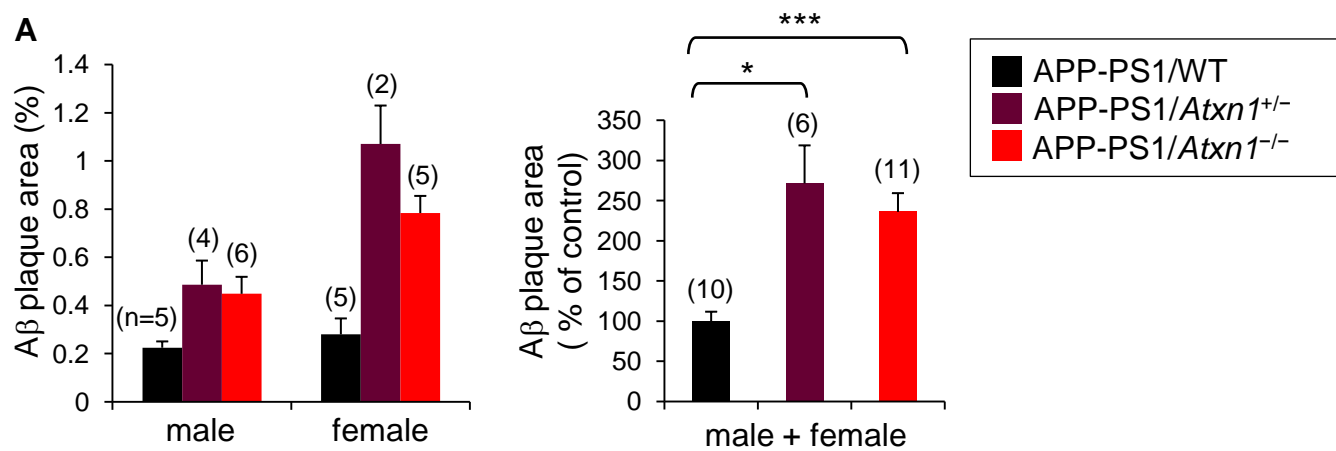 A
Aβ plaque area (%)
1.4
1.2
1
0.8
0.6
0.4
0.2
0
(n=5)
(4)
(6)
(5)
(2)
(5)
male
female
Aβ plaque area
( % of control)
350
300
250
200
150
100
50
0
***
*
(10)
(6)
(11)
male + female
APP-PS1/WT
APP-PS1/Atxn1+/−
APP-PS1/Atxn1−/−